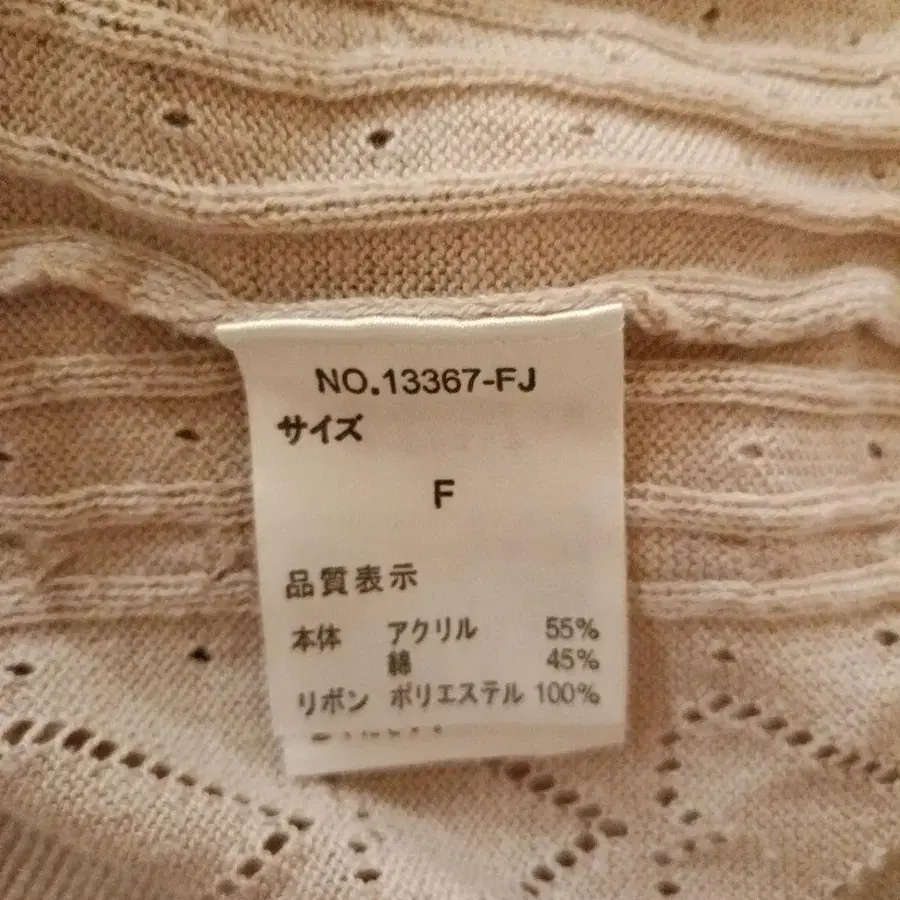 NO.13367-FJ
サイズ
F
品質表示
本体 アクリル 55%
綿 45%
リボン ポリエステル 100%